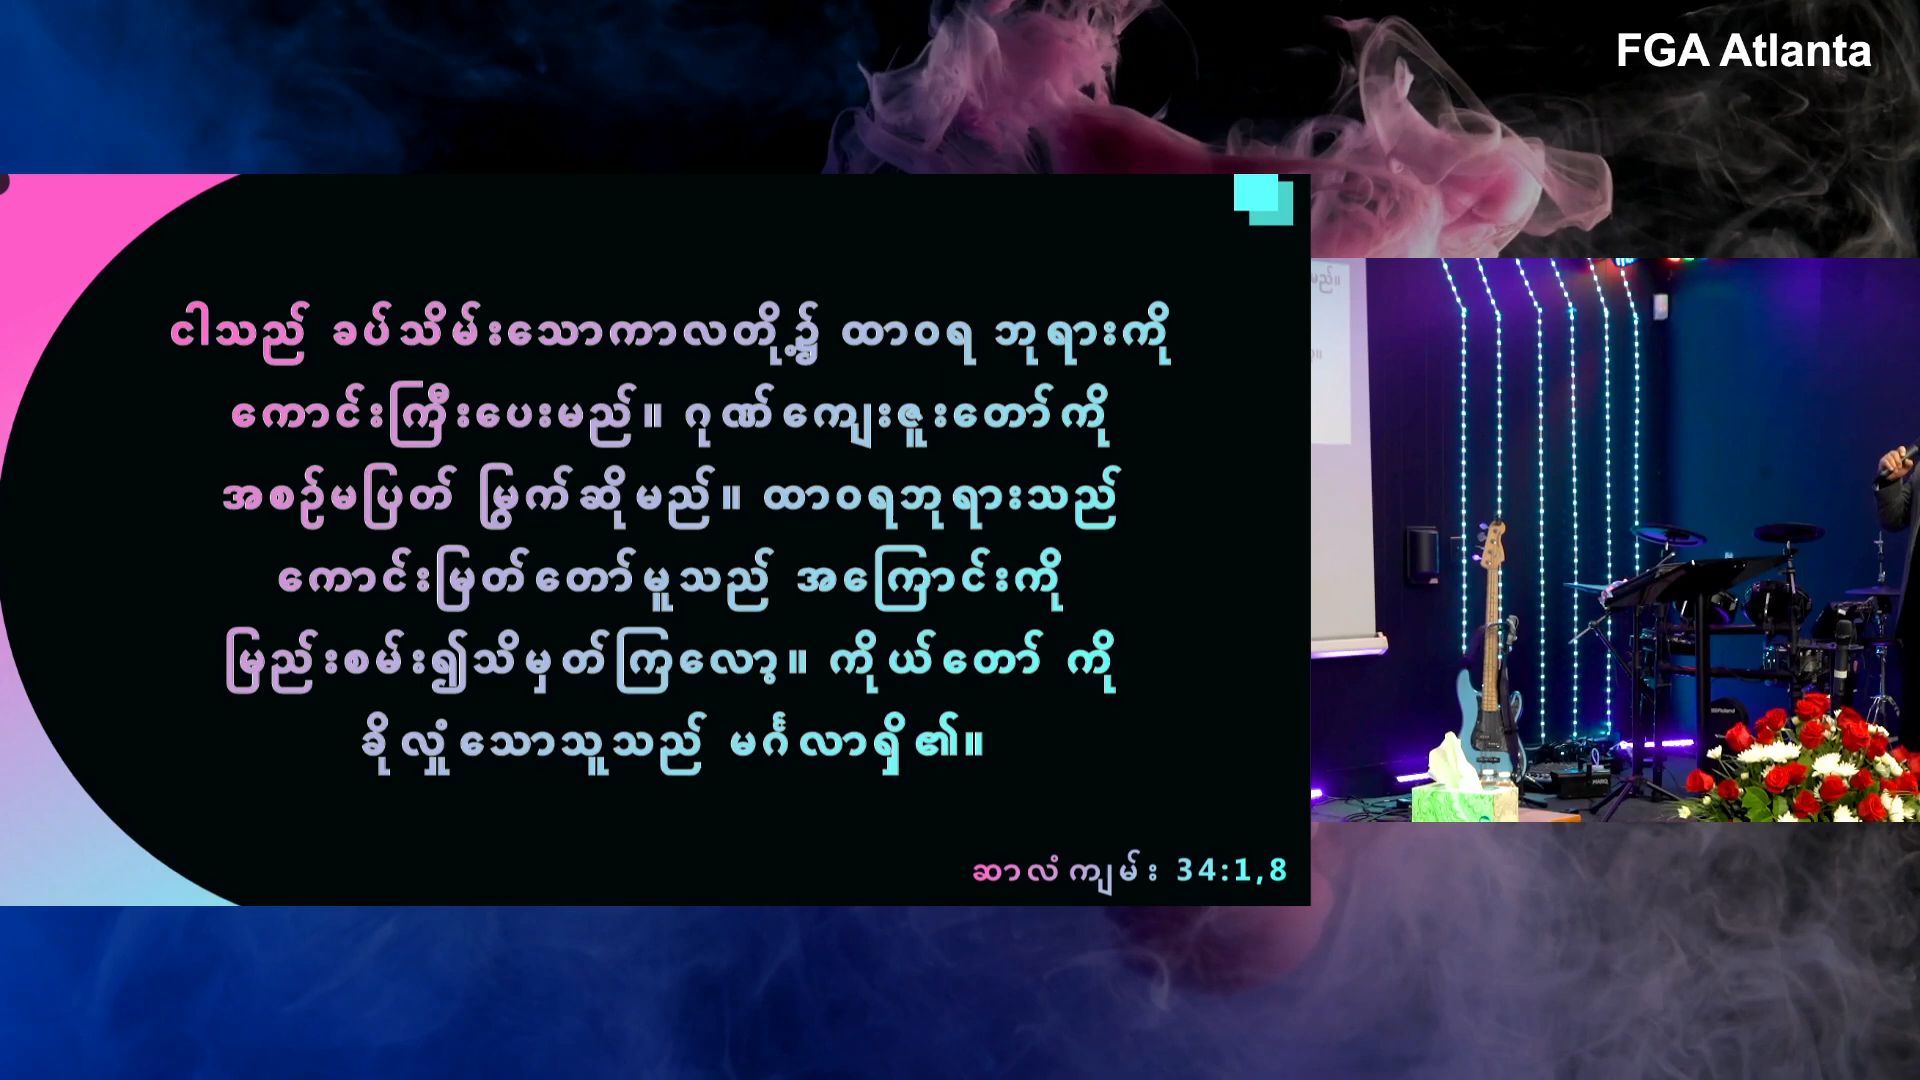 FGA Atlanta
ငါသည် ခပ်သိမ်းသောကာလတို့၌ ထာဝရ ဘုရားကို
ကောင်းကြီးပေးမည်။ ဂုဏ်ကျေးဇူးတော်ကို
အစဉ်မပြတ် မြွက်ဆိုမည်။ ထာဝရဘုရားသည်
ကောင်းမြတ်တော်မူသည် အကြောင်းကို
မြည်းစမ်း၍သိမှတ်ကြလော့။ ကိုယ်တော် ကို
ခိုလှုံသောသူသည် မင်္ဂလာရှိ၏။
ဆာလံကျမ်း 34:1,8